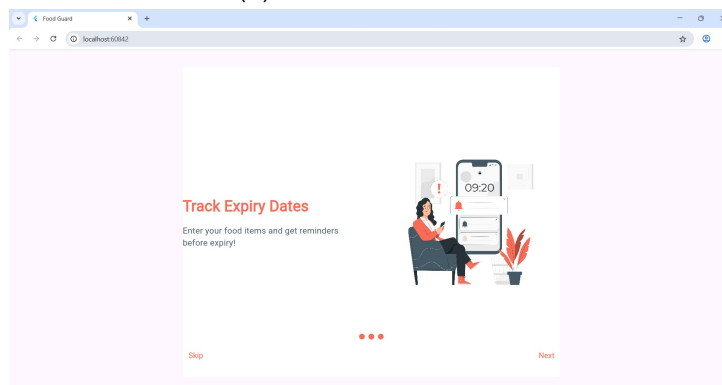 Food Guard
localhost:60842
09:20
Track Expiry Dates
Enter your food items and get reminders
before expiry!
Skip
Next